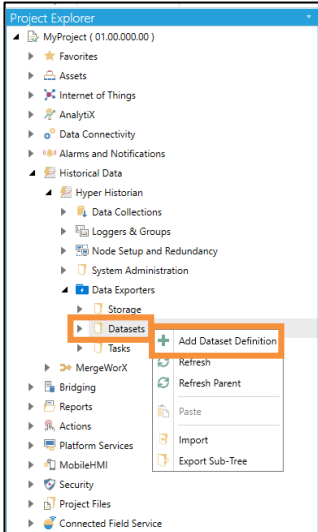 Project Explorer
MyProject ( 01.00.000.00 )
Favorites
Assets
Internet of Things
AnalytiX
Data Connectivity
Alarms and Notifications
Historical Data
Hyper Historian
Data Collections
Loggers & Groups
Node Setup and Redundancy
System Administration
Data Exporters
Storage
Datasets
Add Dataset Definition
Tasks
Refresh
MergeWorX
Refresh Parent
Bridging
Reports
Paste
Actions
Platform Services
Import
MobileHMI
Export Sub-Tree
Security
Project Files
Connected Field Service